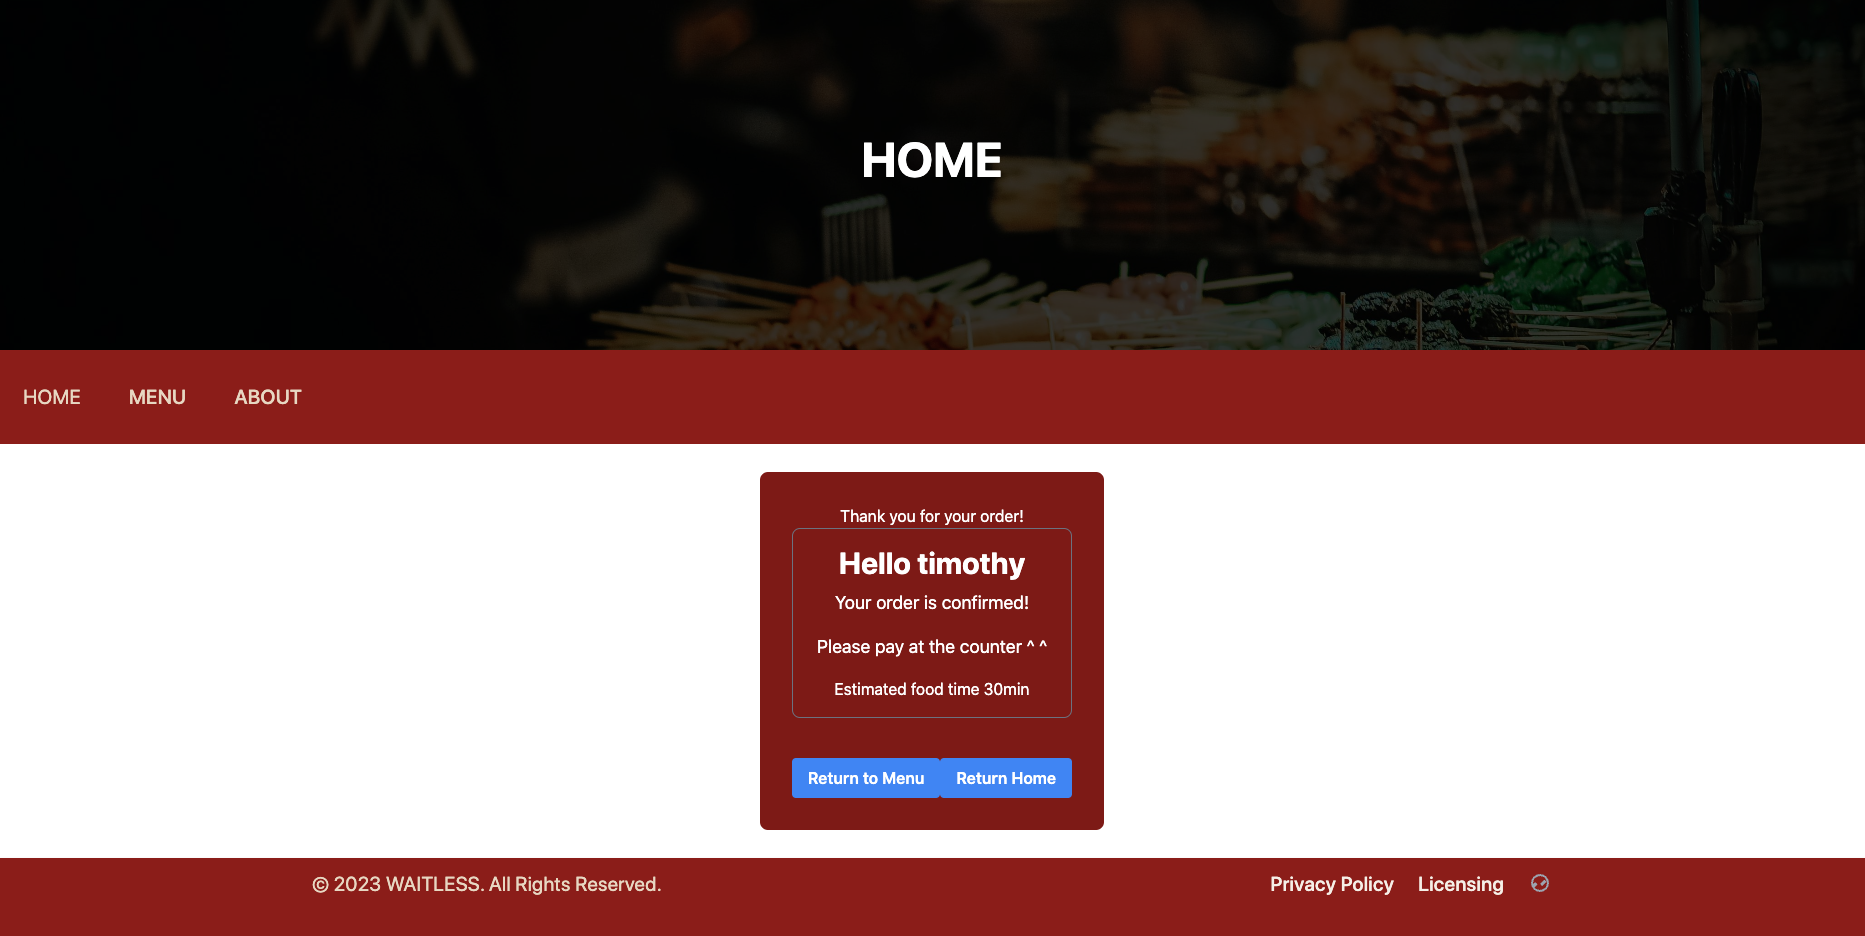 HOME
HOME MENU ABOUT
Thank you for your order!
Hello timothy
Your order is confirmed!
Please pay at the counter ^ ^
Estimated food time 30min
Return to Menu Return Home
© 2023 WAITLESS. All Rights Reserved. Privacy Policy Licensing